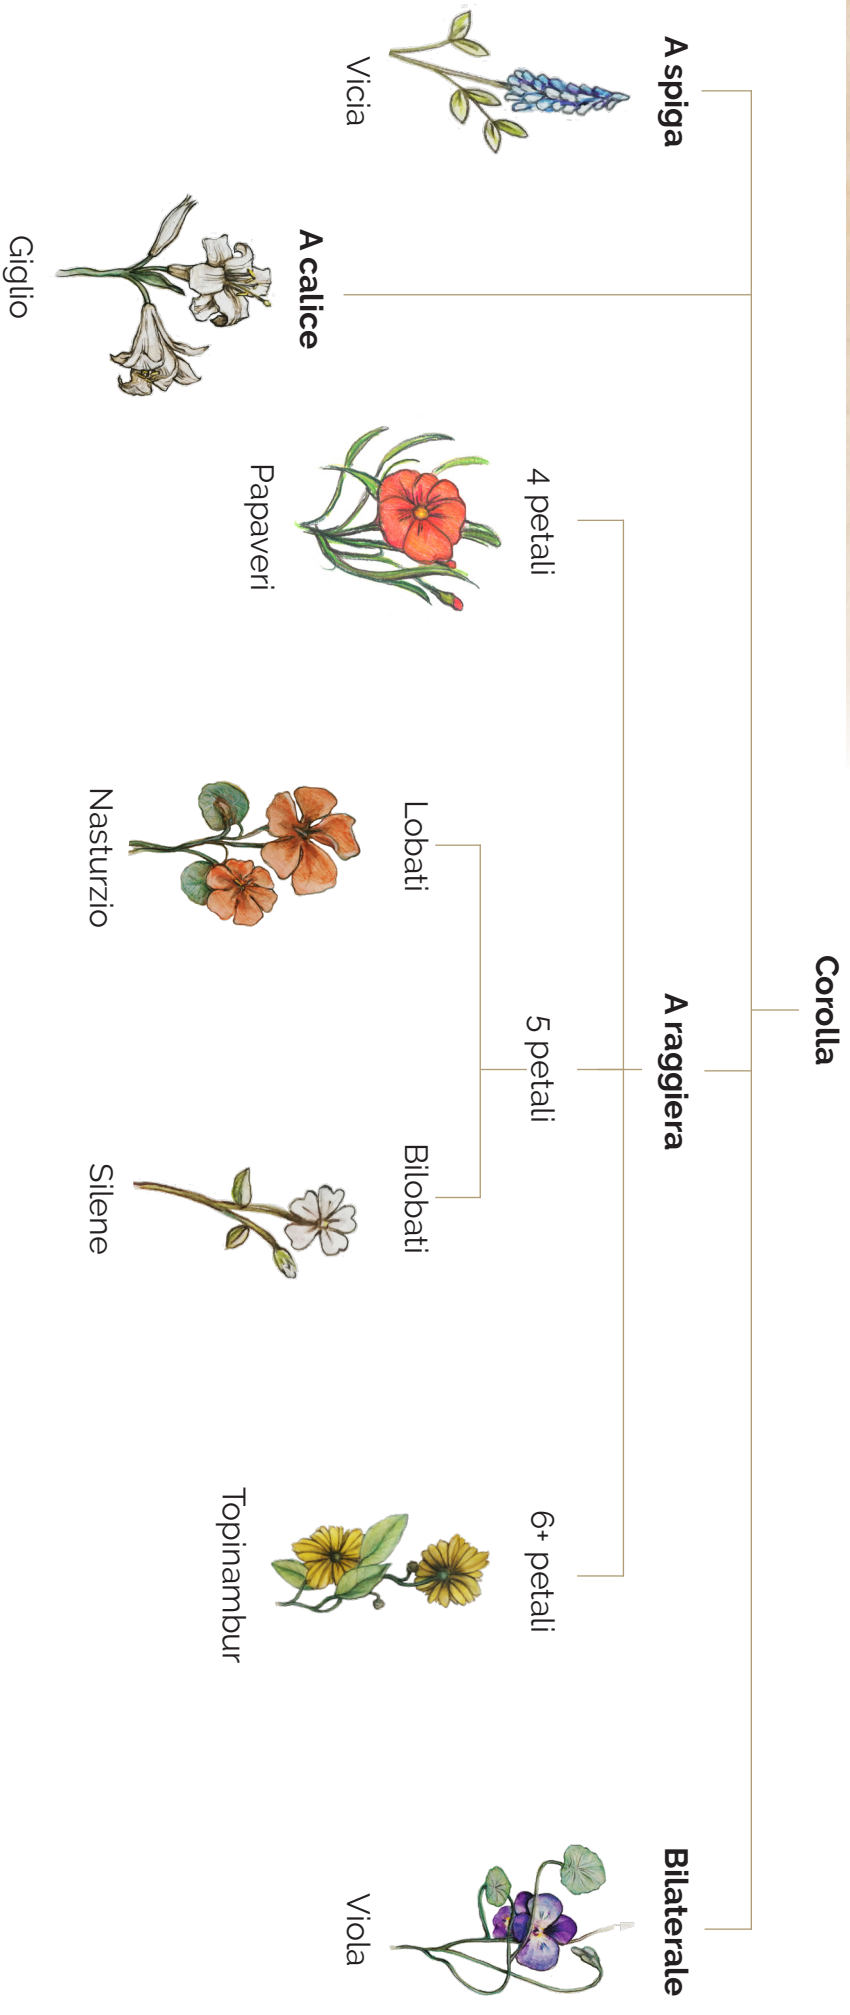 Corolla
A spiga
Vicia
A calice
Giglio
A raggiera
4 petali
Papaveri
5 petali
Lobati
Nasturzio
Bilobati
Silene
6+ petali
Topinambur
Bilaterale
Viola